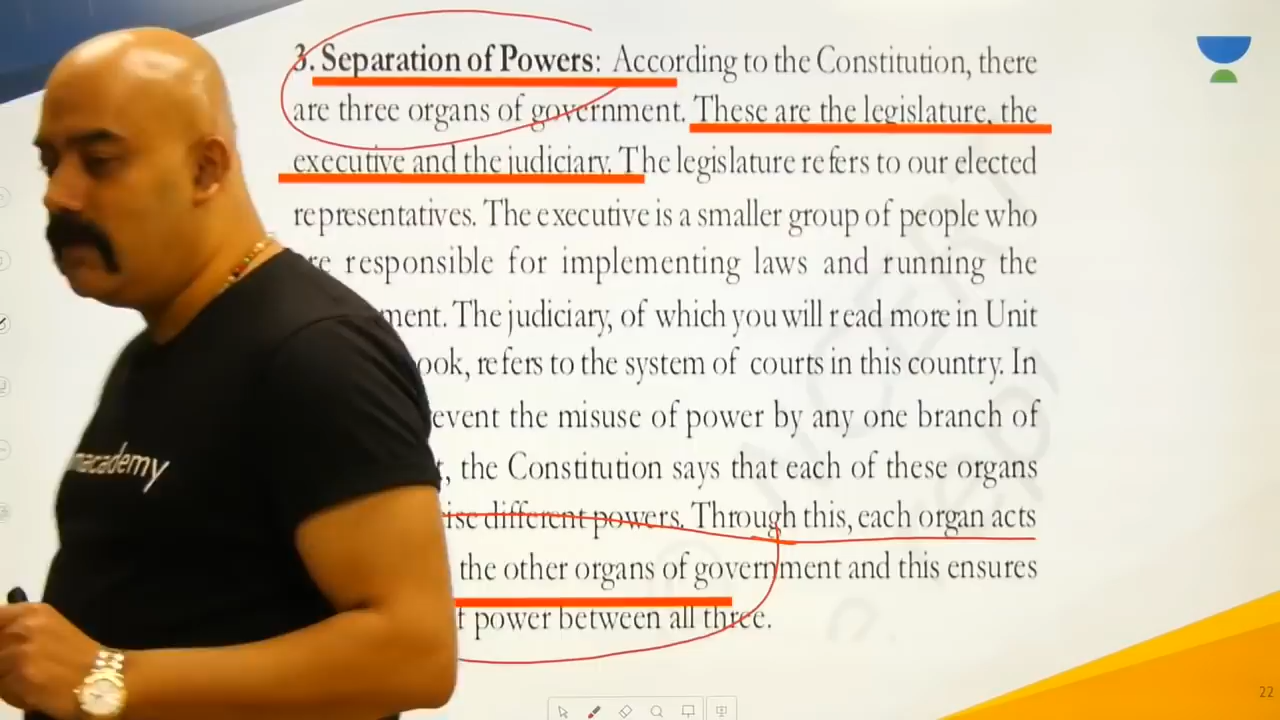 3. Separation of Powers: According to the Constitution, there
are three organs of government. These are the legislature, the
executive and the judiciary. The legislature refers to our elected
representatives. The executive is a smaller group of people who
re responsible for implementing laws and running the
ment. The judiciary, of which you will read more in Unit
ook, refers to the system of courts in this country. In
event the misuse of power by any one branch of
t, the Constitution says that each of these organs
ise different powers. Through this, each organ acts
the other organs of government and this ensures
t power between all three.
nacademy
22